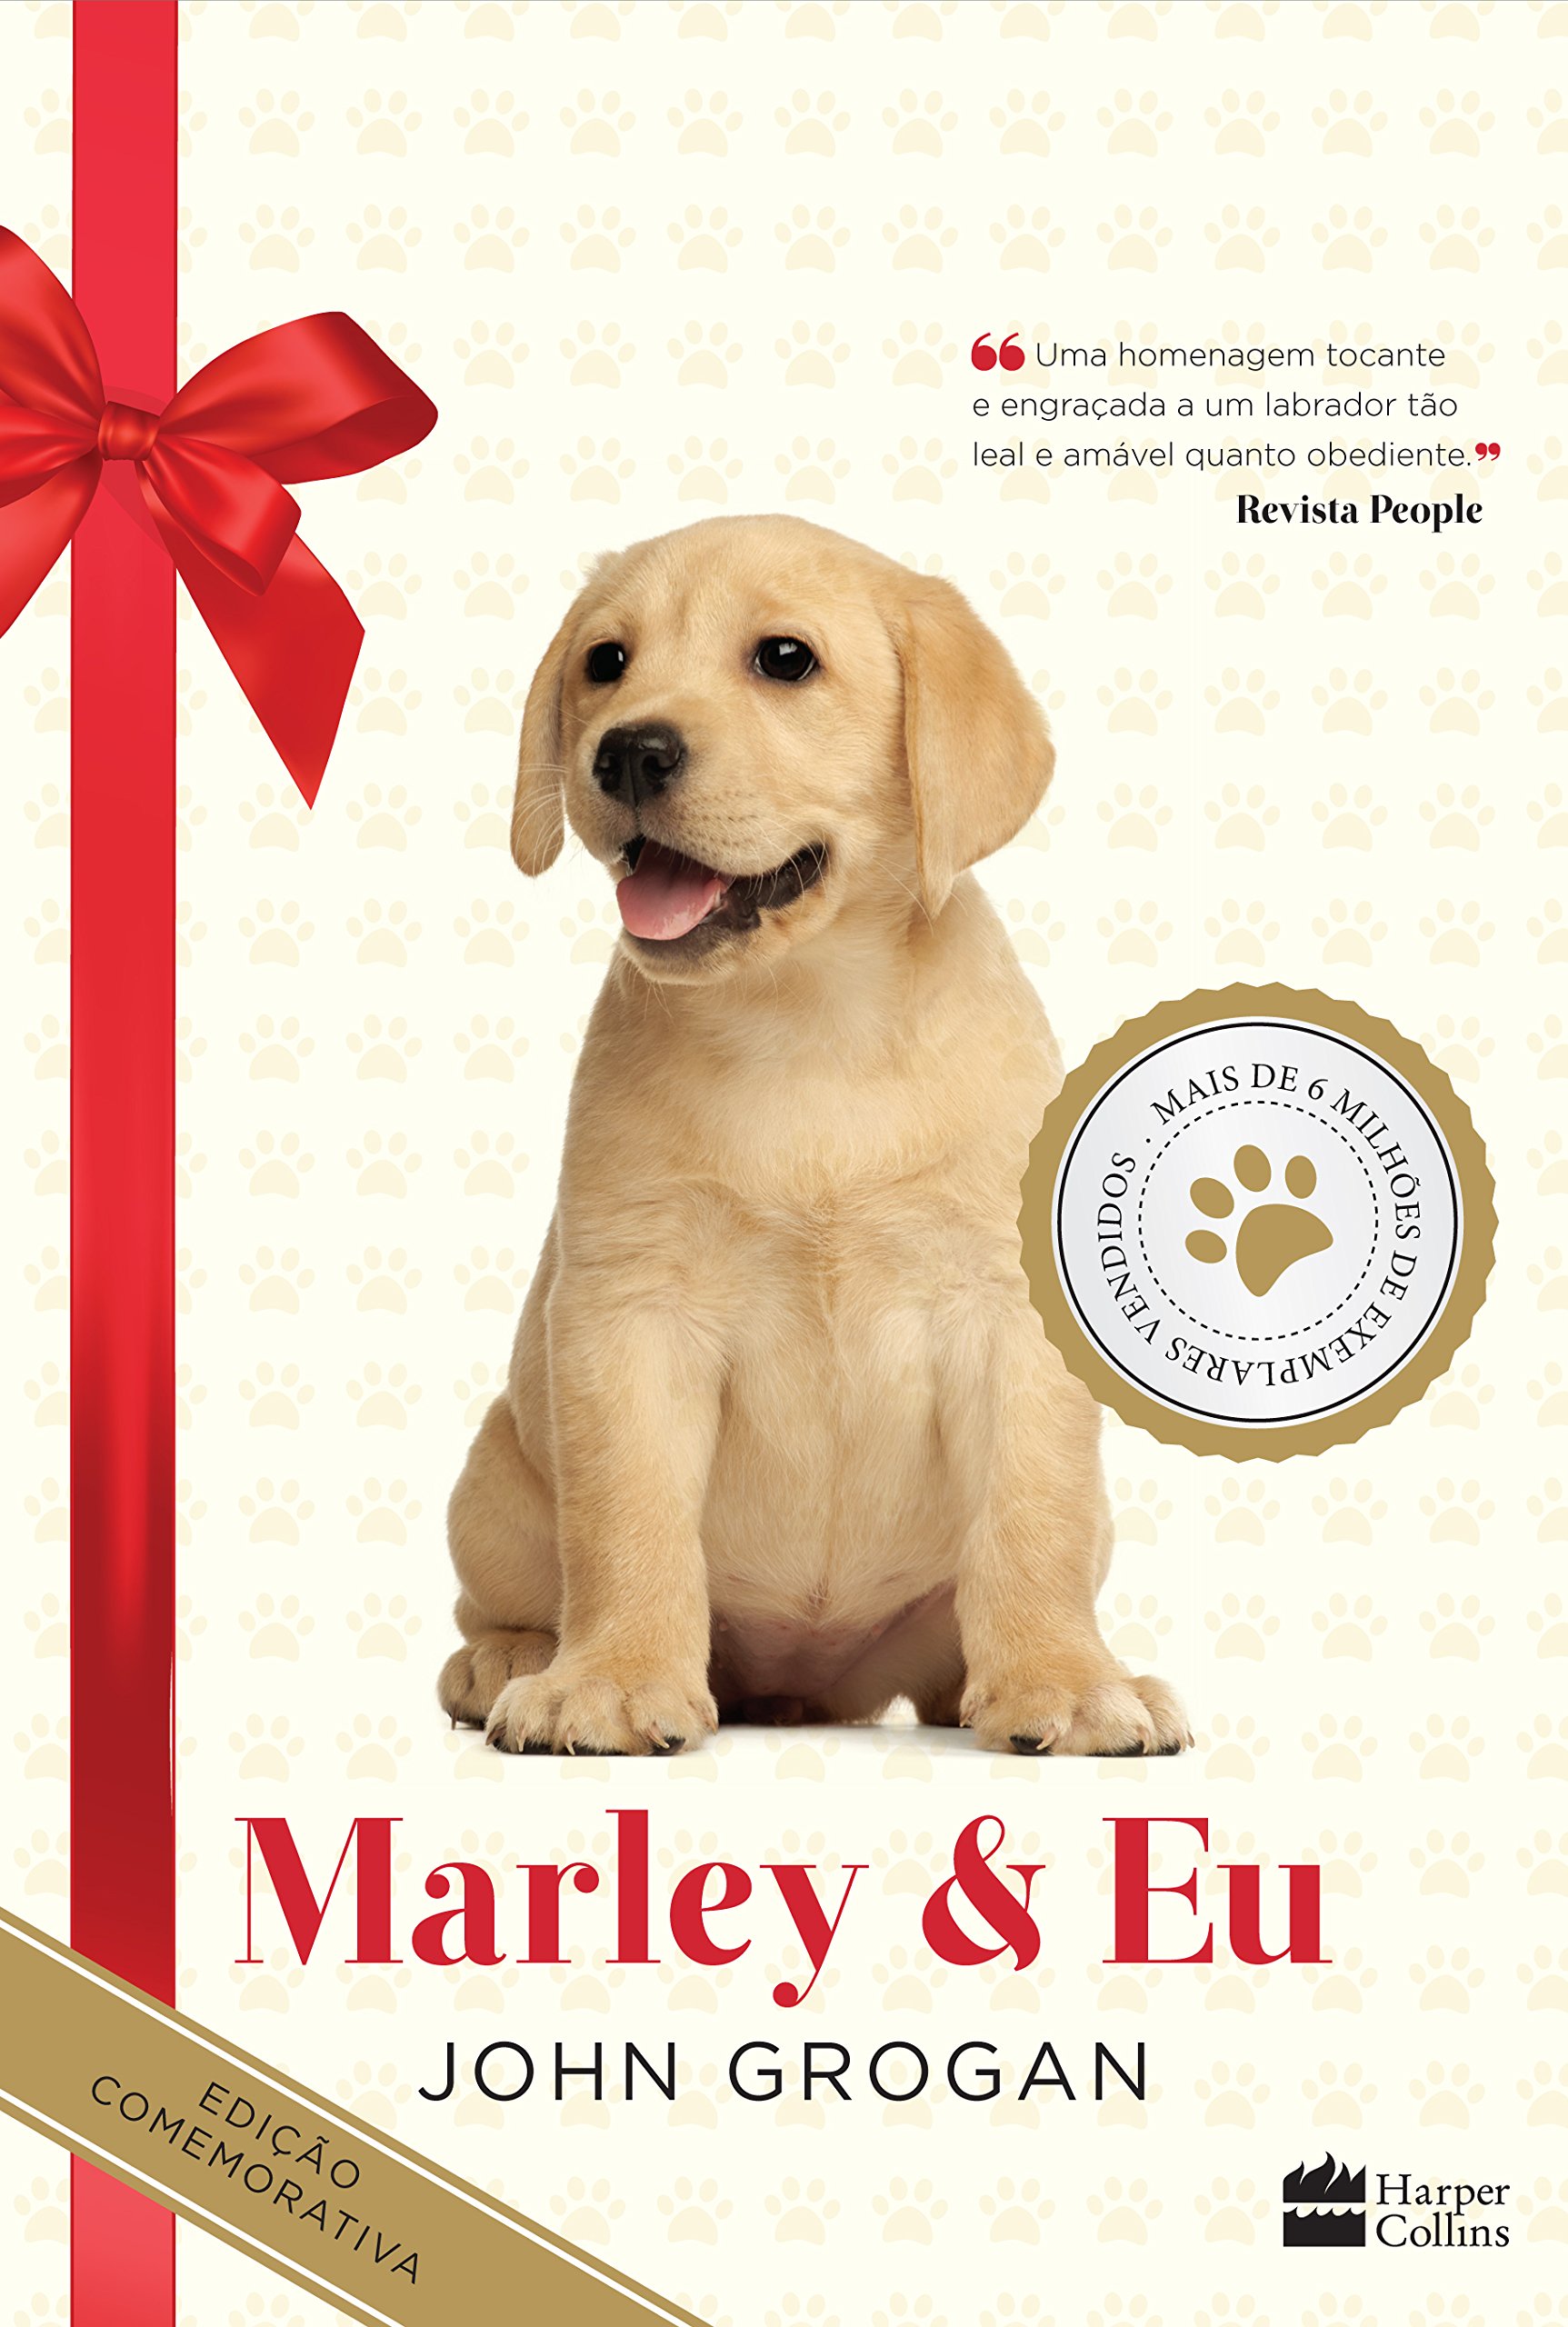 ❝ Uma homenagem tocante
e engraçada a um labrador tão
leal e amável quanto obediente.❞
Revista People
MAIS DE 6 MILHÕES DE EXEMPLARES VENDIDOS ·
Marley & Eu
JOHN GROGAN
EDIÇÃO
COMEMORATIVA
Harper
Collins